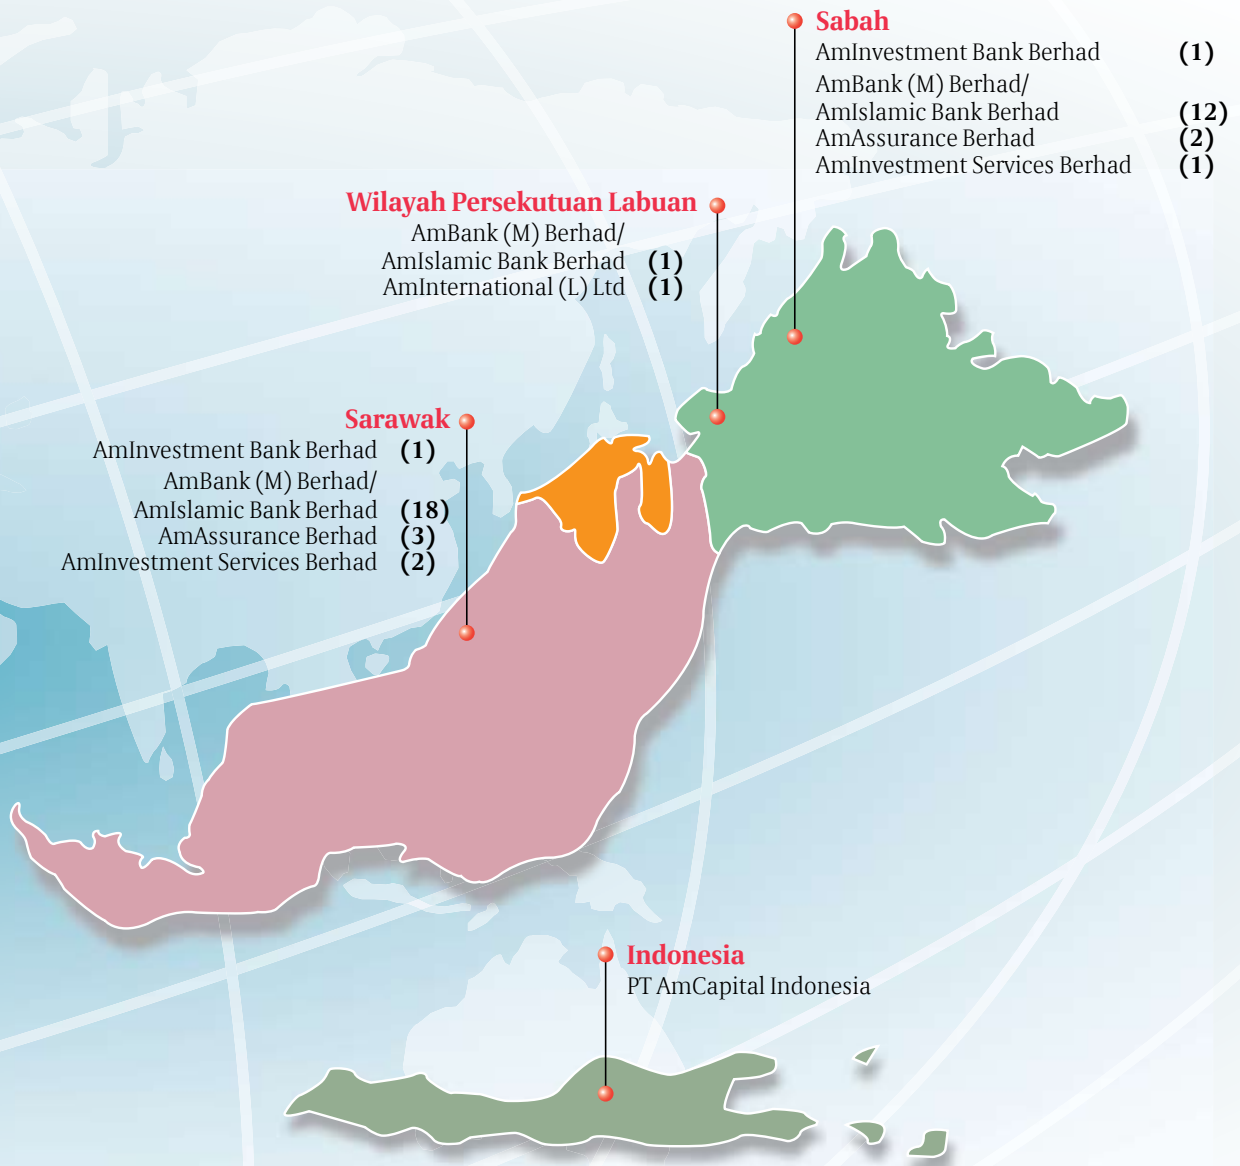 Sabah
AmInvestment Bank Berhad (1)
AmBank (M) Berhad/
AmIslamic Bank Berhad (12)
AmAssurance Berhad (2)
AmInvestment Services Berhad (1)
Wilayah Persekutuan Labuan
AmBank (M) Berhad/
AmIslamic Bank Berhad (1)
AmInternational (L) Ltd (1)
Sarawak
AmInvestment Bank Berhad (1)
AmBank (M) Berhad/
AmIslamic Bank Berhad (18)
AmAssurance Berhad (3)
AmInvestment Services Berhad (2)
Indonesia
PT AmCapital Indonesia